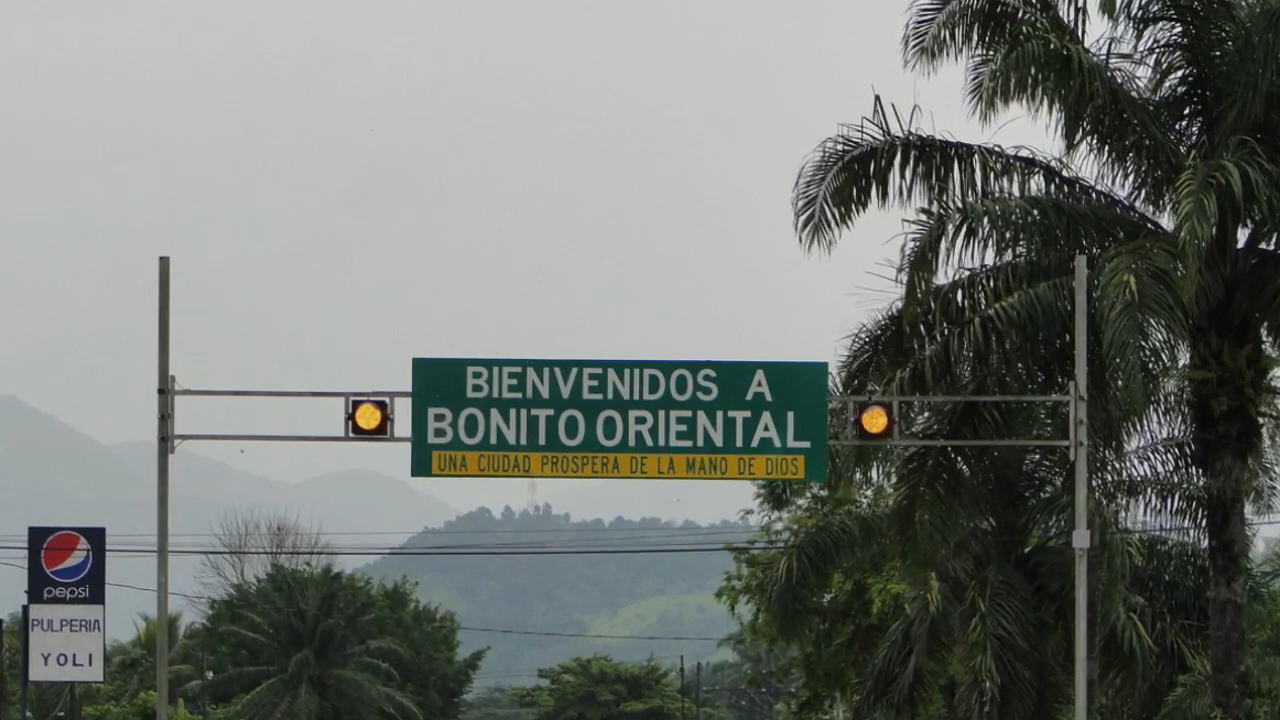 BIENVENIDOS A
BONITO ORIENTAL
UNA CIUDAD PROSPERA DE LA MANO DE DIOS
pepsi
PULPERIA
YOLI